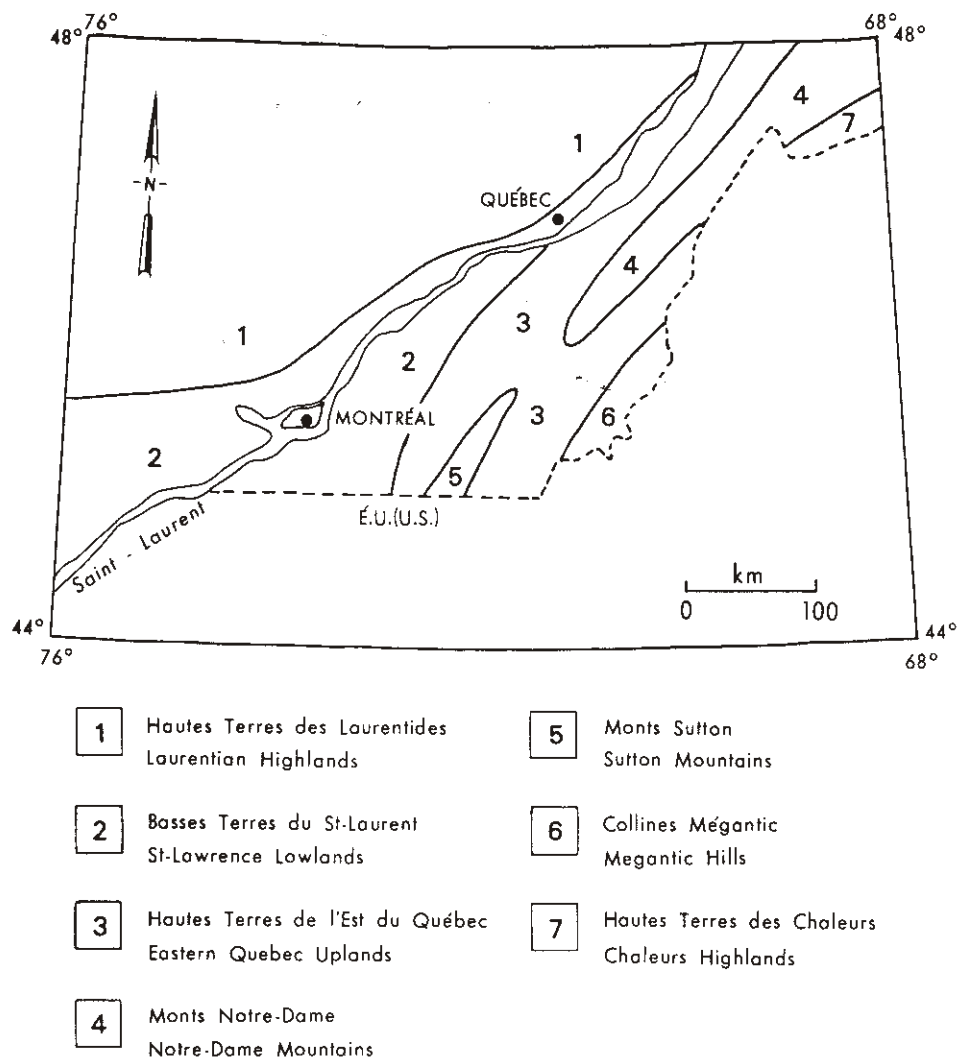 76° 68°
48° 48°
4
7
1
-N-
QUÉBEC
4
3
1
2
MONTRÉAL 3 6
2
5
É.U.(U.S.)
Saint - Laurent
km
0 100
44° 44°
76° 68°
1 Hautes Terres des Laurentides
Laurentian Highlands
2 Basses Terres du St-Laurent
St-Lawrence Lowlands
3 Hautes Terres de l'Est du Québec
Eastern Quebec Uplands
4 Monts Notre-Dame
Notre-Dame Mountains
5 Monts Sutton
Sutton Mountains
6 Collines Mégantic
Megantic Hills
7 Hautes Terres des Chaleurs
Chaleurs Highlands